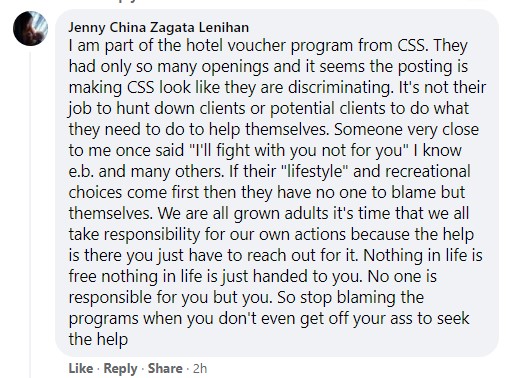 Jenny China Zagata Lenihan
I am part of the hotel voucher program from CSS. They
had only so many openings and it seems the posting is
making CSS look like they are discriminating. It's not their
job to hunt down clients or potential clients to do what
they need to do to help themselves. Someone very close
to me once said "I'll fight with you not for you" I know
e.b. and many others. If their "lifestyle" and recreational
choices come first then they have no one to blame but
themselves. We are all grown adults it's time that we all
take responsibility for our own actions because the help
is there you just have to reach out for it. Nothing in life is
free nothing in life is just handed to you. No one is
responsible for you but you. So stop blaming the
programs when you don't even get off your ass to seek
the help
Like · Reply · Share · 2h